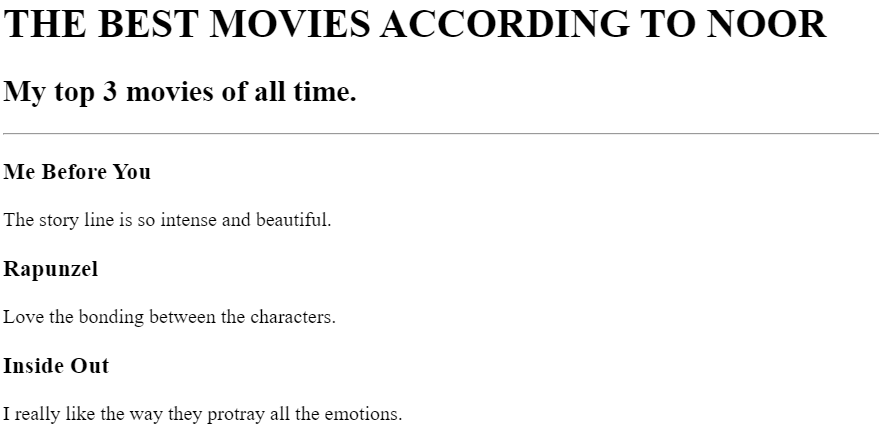 THE BEST MOVIES ACCORDING TO NOOR
My top 3 movies of all time.
Me Before You
The story line is so intense and beautiful.
Rapunzel
Love the bonding between the characters.
Inside Out
I really like the way they protray all the emotions.